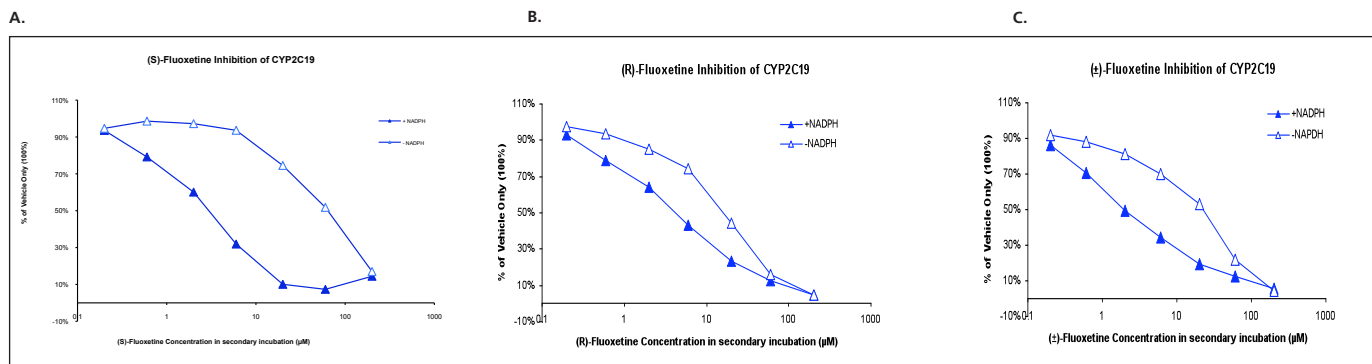 A.
(S)-Fluoxetine Inhibition of CYP2C19
110%
90%
70%
50%
30%
10%
-10%
0.1
1
10
100
1000
% of Vehicle Only (100%)
(S)-Fluoxetine Concentration in secondary incubation (µM)
+ NADPH
- NADPH
B.
(R)-Fluoxetine Inhibition of CYP2C19
110%
90%
70%
50%
30%
10%
-10%
0.1
1
10
100
1000
% of Vehicle Only (100%)
(R)-Fluoxetine Concentration in secondary incubation (µM)
+NADPH
-NADPH
C.
(±)-Fluoxetine Inhibition of CYP2C19
110%
90%
70%
50%
30%
10%
-10%
0.1
1
10
100
1000
% of Vehicle Only (100%)
(±)-Fluoxetine Concentration in secondary incubation (µM)
+NADPH
-NAPDH